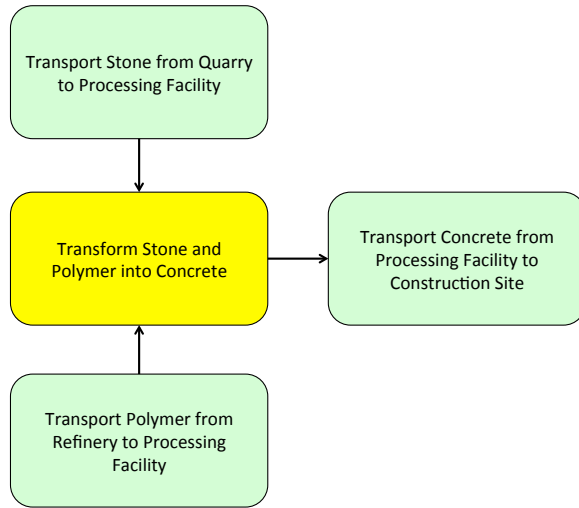 Transport Stone from Quarry
to Processing Facility
Transform Stone and
Polymer into Concrete
Transport Concrete from
Processing Facility to
Construction Site
Transport Polymer from
Refinery to Processing
Facility